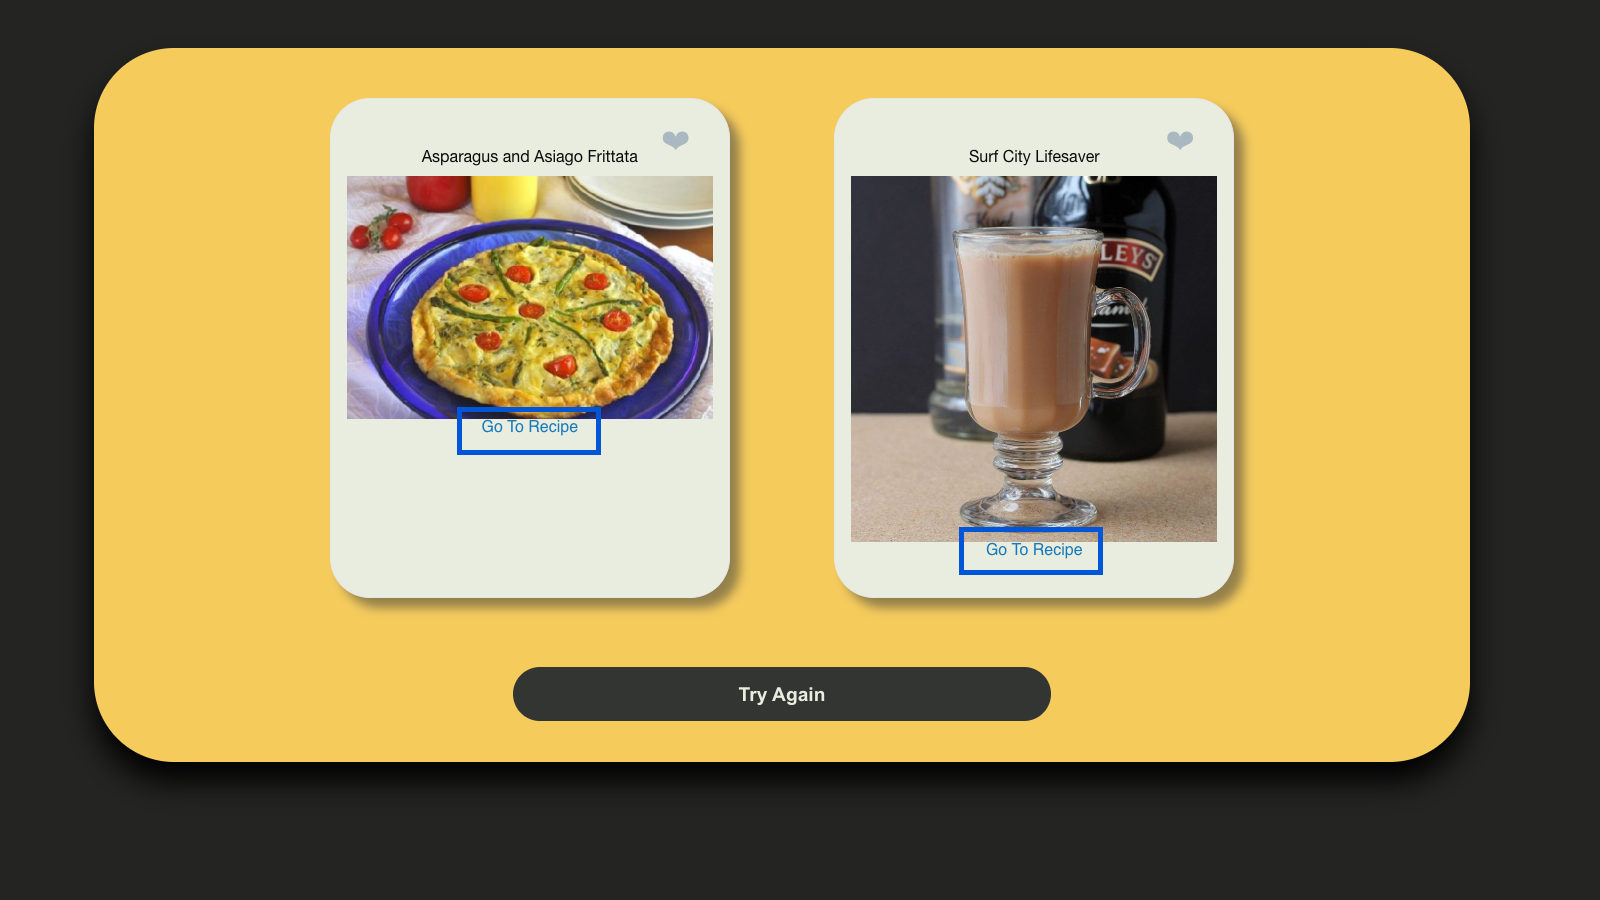 Asparagus and Asiago Frittata
Go To Recipe
Surf City Lifesaver
LEYS
Go To Recipe
Try Again